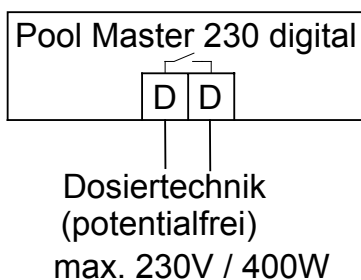 Pool Master 230 digital
D D
Dosiertechnik
(potentialfrei)
max. 230V / 400W